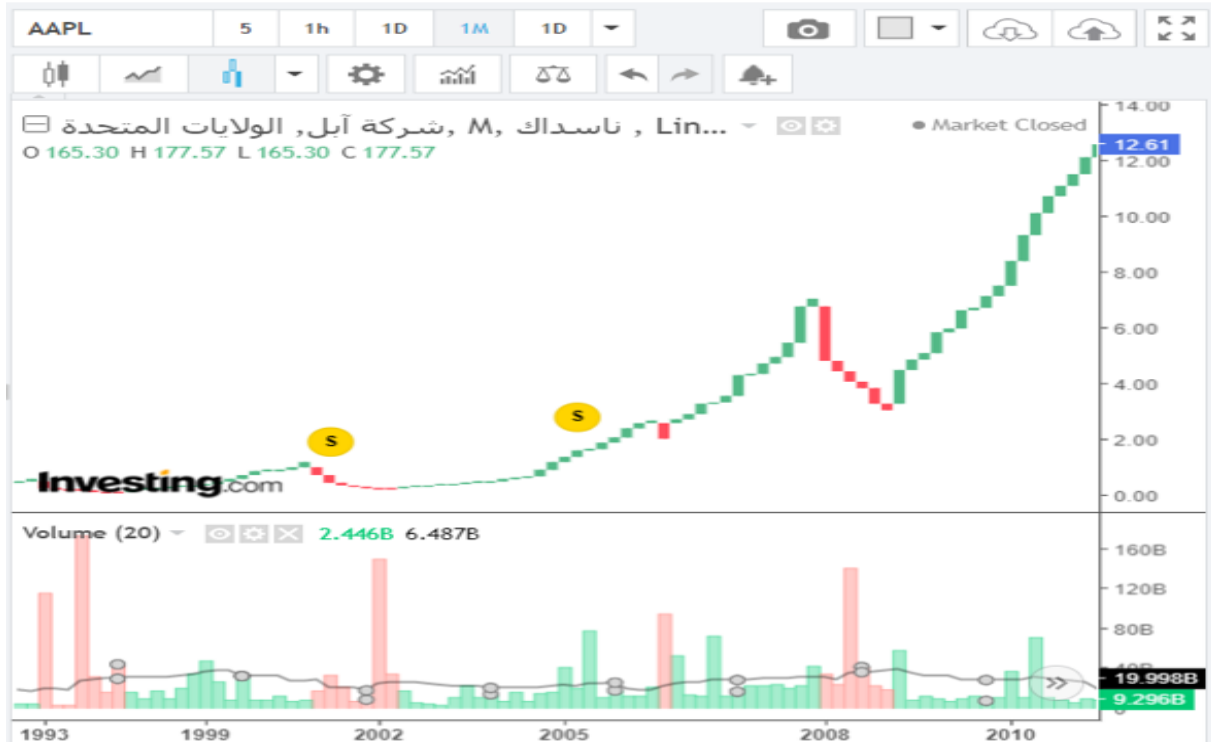 AAPL 5 1h 1D 1M 1D
شركة آبل, الولايات المتحدة, M, ناسداك , Lin... Market Closed
O 165.30 H 177.57 L 165.30 C 177.57
14.00
12.61
12.00
10.00
8.00
6.00
4.00
S
S
2.00
Investing.com
0.00
Volume (20) 2.446B 6.487B
160B
120B
80B
40B
19.998B
9.296B
0
1993 1999 2002 2005 2008 2010